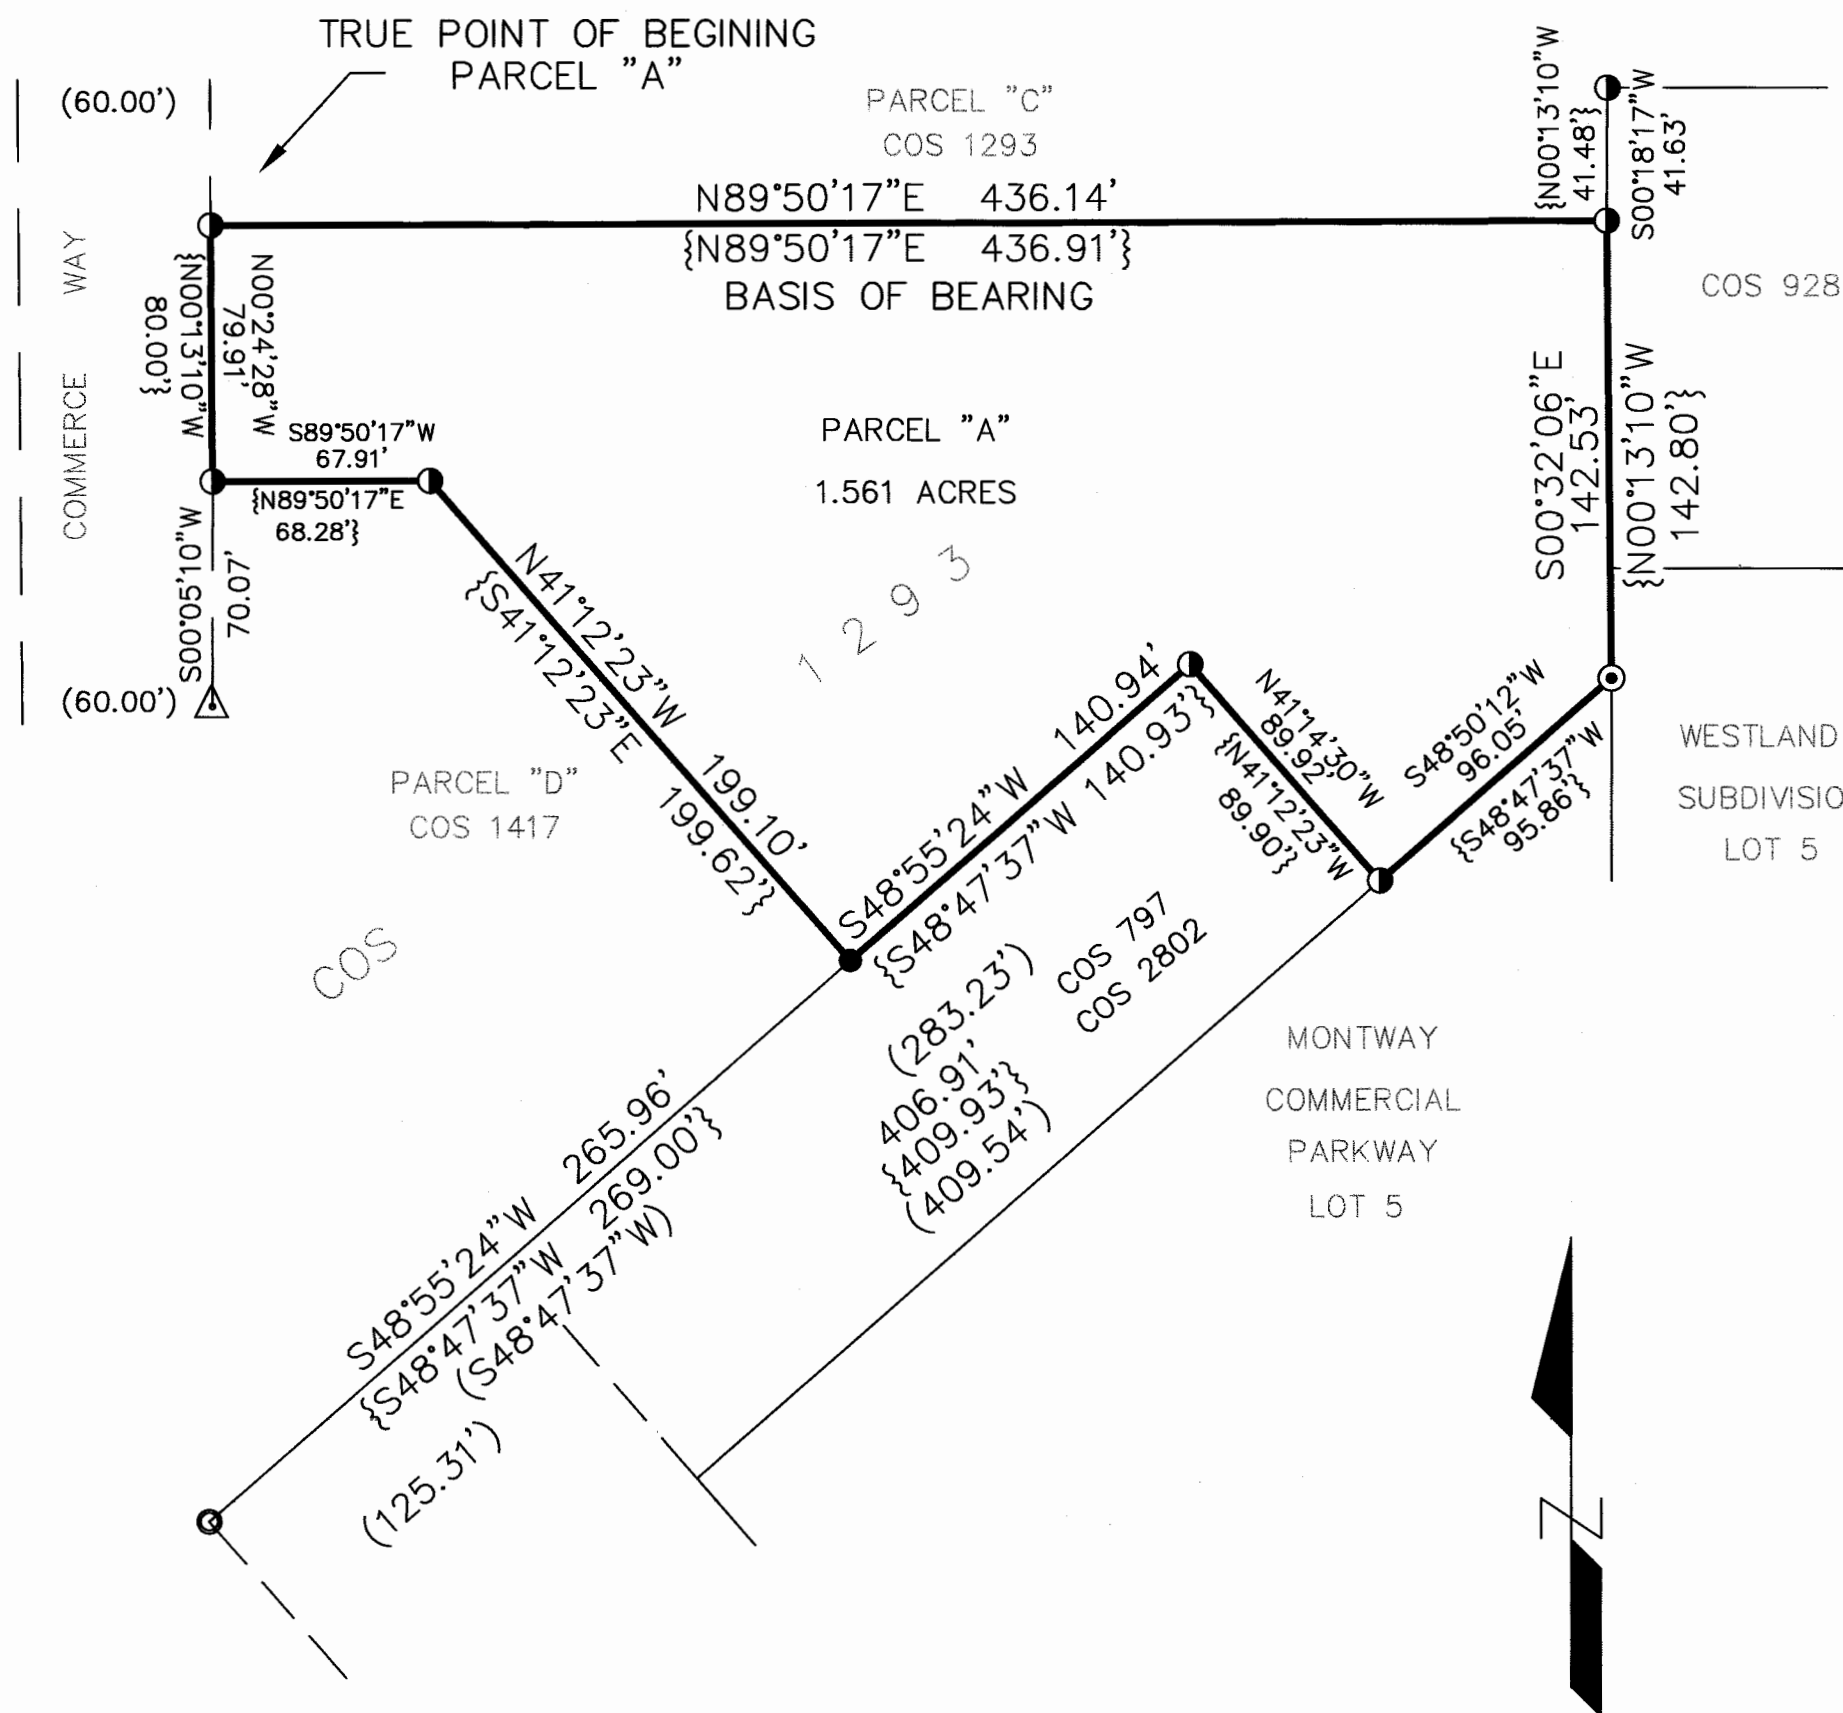 TRUE POINT OF BEGINING
PARCEL "A"
(60.00')
PARCEL "C"
COS 1293
{N00°13'10"W
41.48'}
S00°18'17"W
41.63'
N89°50'17"E 436.14'
{N89°50'17"E 436.91'}
BASIS OF BEARING
COS 928
COMMERCE WAY
{N00°13'10"W
80.00'}
N00°24'28"W
79.91'
S89°50'17"W
67.91'
{N89°50'17"E
68.28'}
PARCEL "A"
1.561 ACRES
S00°32'06"E
142.53'
{N00°13'10"W
142.80'}
S00°05'10"W
70.07'
(60.00')
N41°12'23"W 199.10'
{S41°12'23"E 199.62'}
COS 1293
S48°55'24"W 140.94'
{S48°47'37"W 140.93'}
N41°14'30"W
89.92'
{N41°12'23"W
89.90'}
S48°50'12"W
96.05'
{S48°47'37"W
95.86'}
WESTLAND
SUBDIVISIO
LOT 5
PARCEL "D"
COS 1417
COS 797
COS 2802
(283.23')
406.91'
{409.93'}
(409.54')
MONTWAY
COMMERCIAL
PARKWAY
LOT 5
S48°55'24"W 265.96'
{S48°47'37"W 269.00'}
(S48°47'37"W)
(125.31')
N